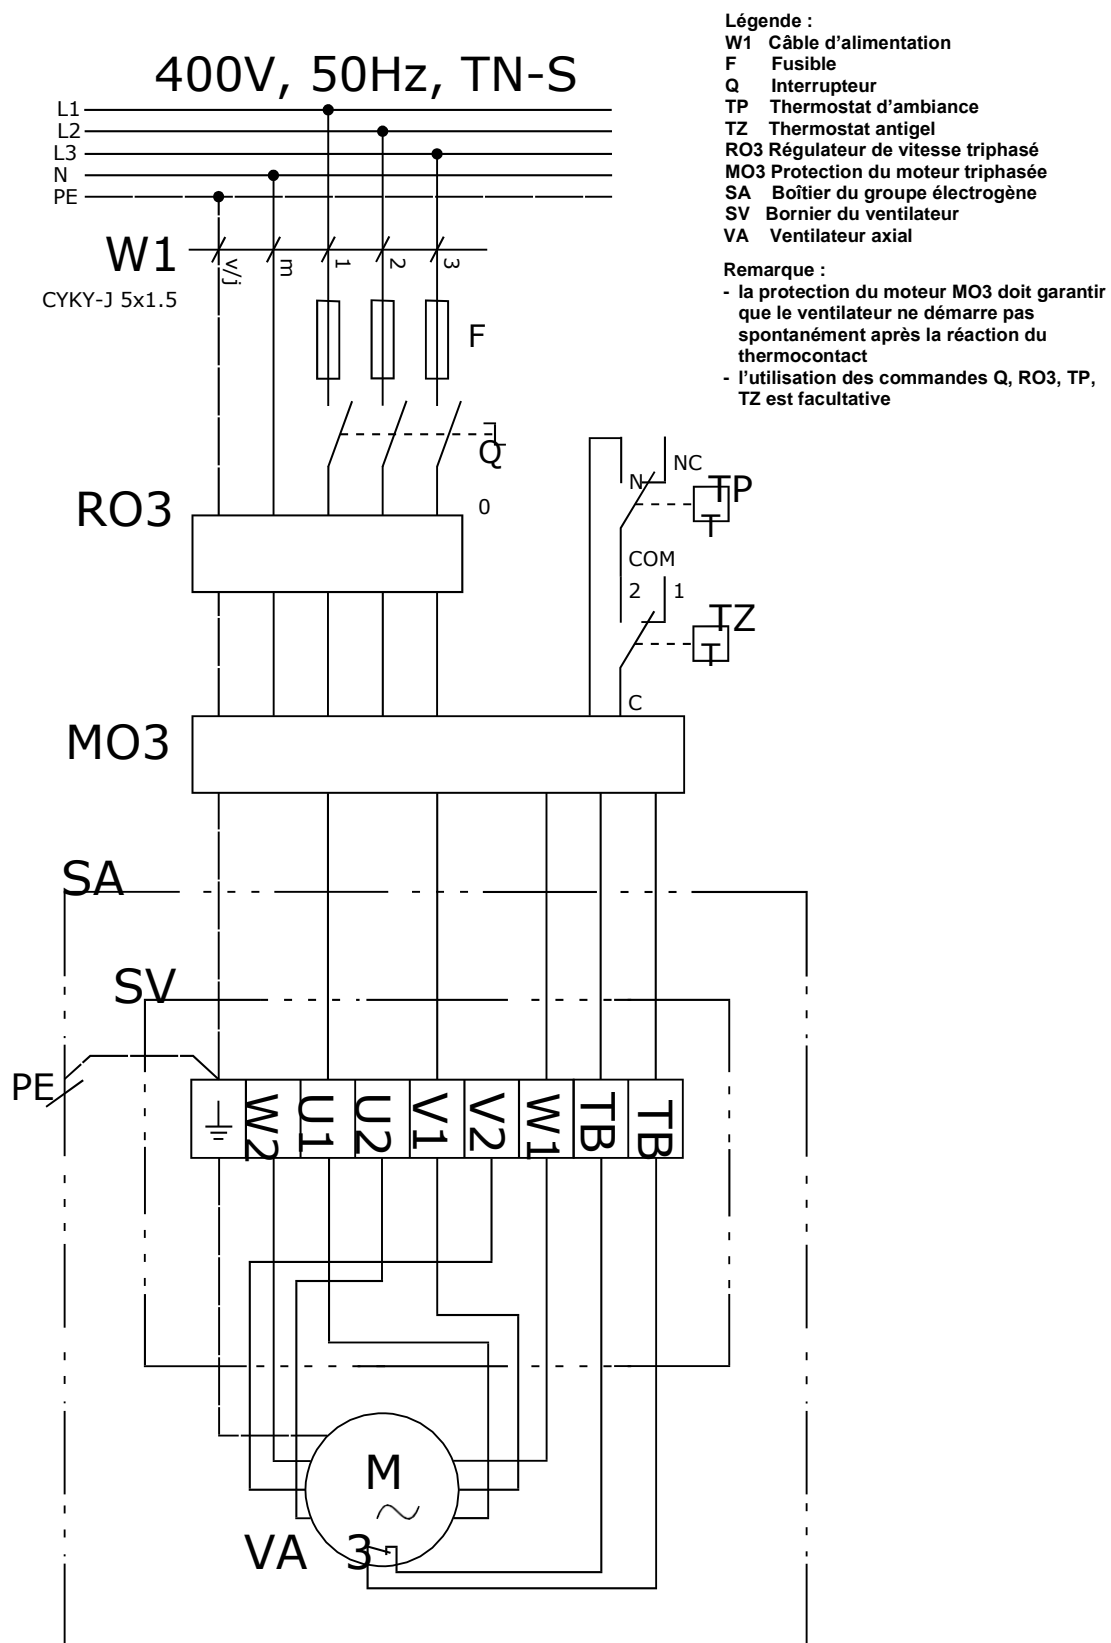 Légende :
W1 Câble d'alimentation
F Fusible
Q Interrupteur
TP Thermostat d'ambiance
TZ Thermostat antigel
RO3 Régulateur de vitesse triphasé
MO3 Protection du moteur triphasée
SA Boîtier du groupe électrogène
SV Bornier du ventilateur
VA Ventilateur axial
Remarque :
- la protection du moteur MO3 doit garantir
que le ventilateur ne démarre pas
spontanément après la réaction du
thermocontact
- l'utilisation des commandes Q, RO3, TP,
TZ est facultative
400V, 50Hz, TN-S
L1
L2
L3
N
PE
W1
v/j
m
1
2
3
CYKY-J 5x1.5
F
Q
0
NC
N
TP
T
RO3
COM
2 1
TZ
T
C
MO3
SA
SV
PE
W2 U1 U2 V1 V2 W1 TB TB
M
VA 3